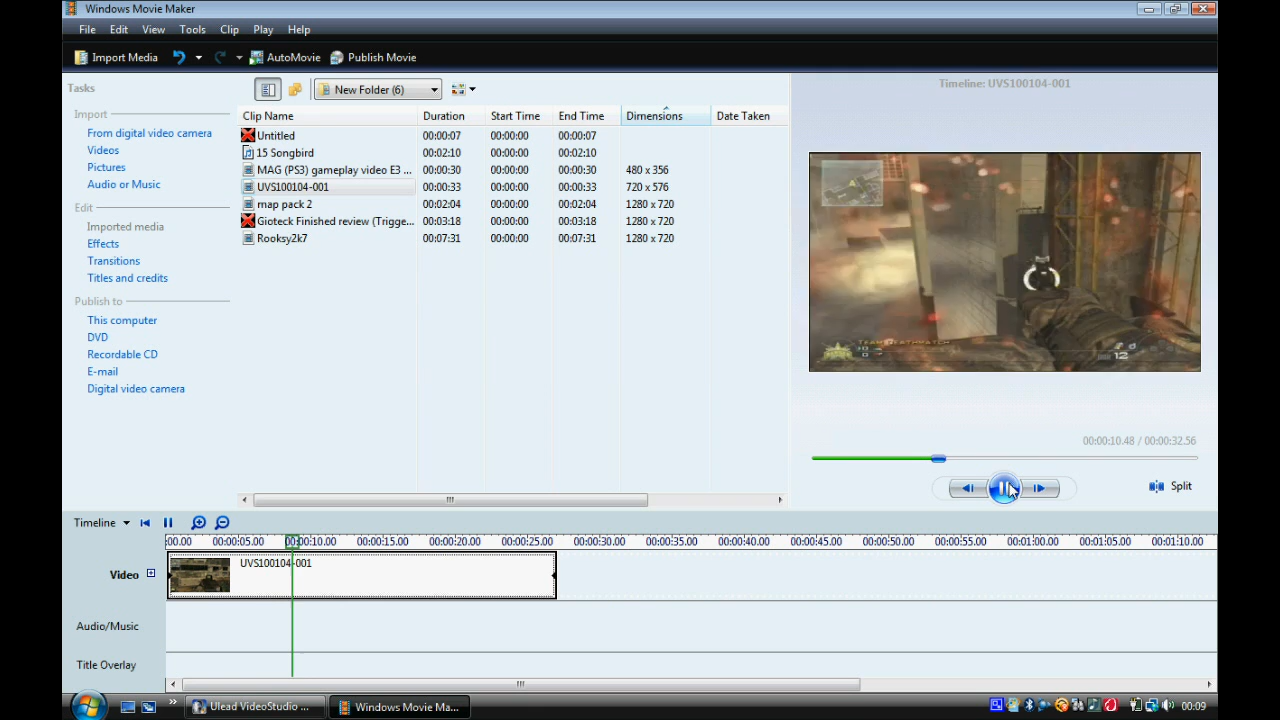 Windows Movie Maker
File Edit View Tools Clip Play Help
Import Media AutoMovie Publish Movie
Tasks
Import
From digital video camera
Videos
Pictures
Audio or Music
Edit
Imported media
Effects
Transitions
Titles and credits
Publish to
This computer
DVD
Recordable CD
E-mail
Digital video camera
New Folder (6)
Clip Name Duration Start Time End Time Dimensions Date Taken
Untitled 00:00:07 00:00:00 00:00:07
15 Songbird 00:02:10 00:00:00 00:02:10
MAG (PS3) gameplay video E3 ... 00:00:30 00:00:00 00:00:30 480 x 356
UVS100104-001 00:00:33 00:00:00 00:00:33 720 x 576
map pack 2 00:02:04 00:00:00 00:02:04 1280 x 720
Gioteck Finished review (Trigge... 00:03:18 00:00:00 00:03:18 1280 x 720
Rooksy2k7 00:07:31 00:00:00 00:07:31 1280 x 720
Timeline: UVS100104-001
TEAM DEATHMATCH
12
00:00:10.48 / 00:00:32.56
Split
Timeline
:00.00 00:00:05.00 00:00:10.00 00:00:15.00 00:00:20.00 00:00:25.00 00:00:30.00 00:00:35.00 00:00:40.00 00:00:45.00 00:00:50.00 00:00:55.00 00:01:00.00 00:01:05.00 00:01:10.00
Video UVS100104-001
Audio/Music
Title Overlay
Ulead VideoStudio ... Windows Movie Ma... 00:09